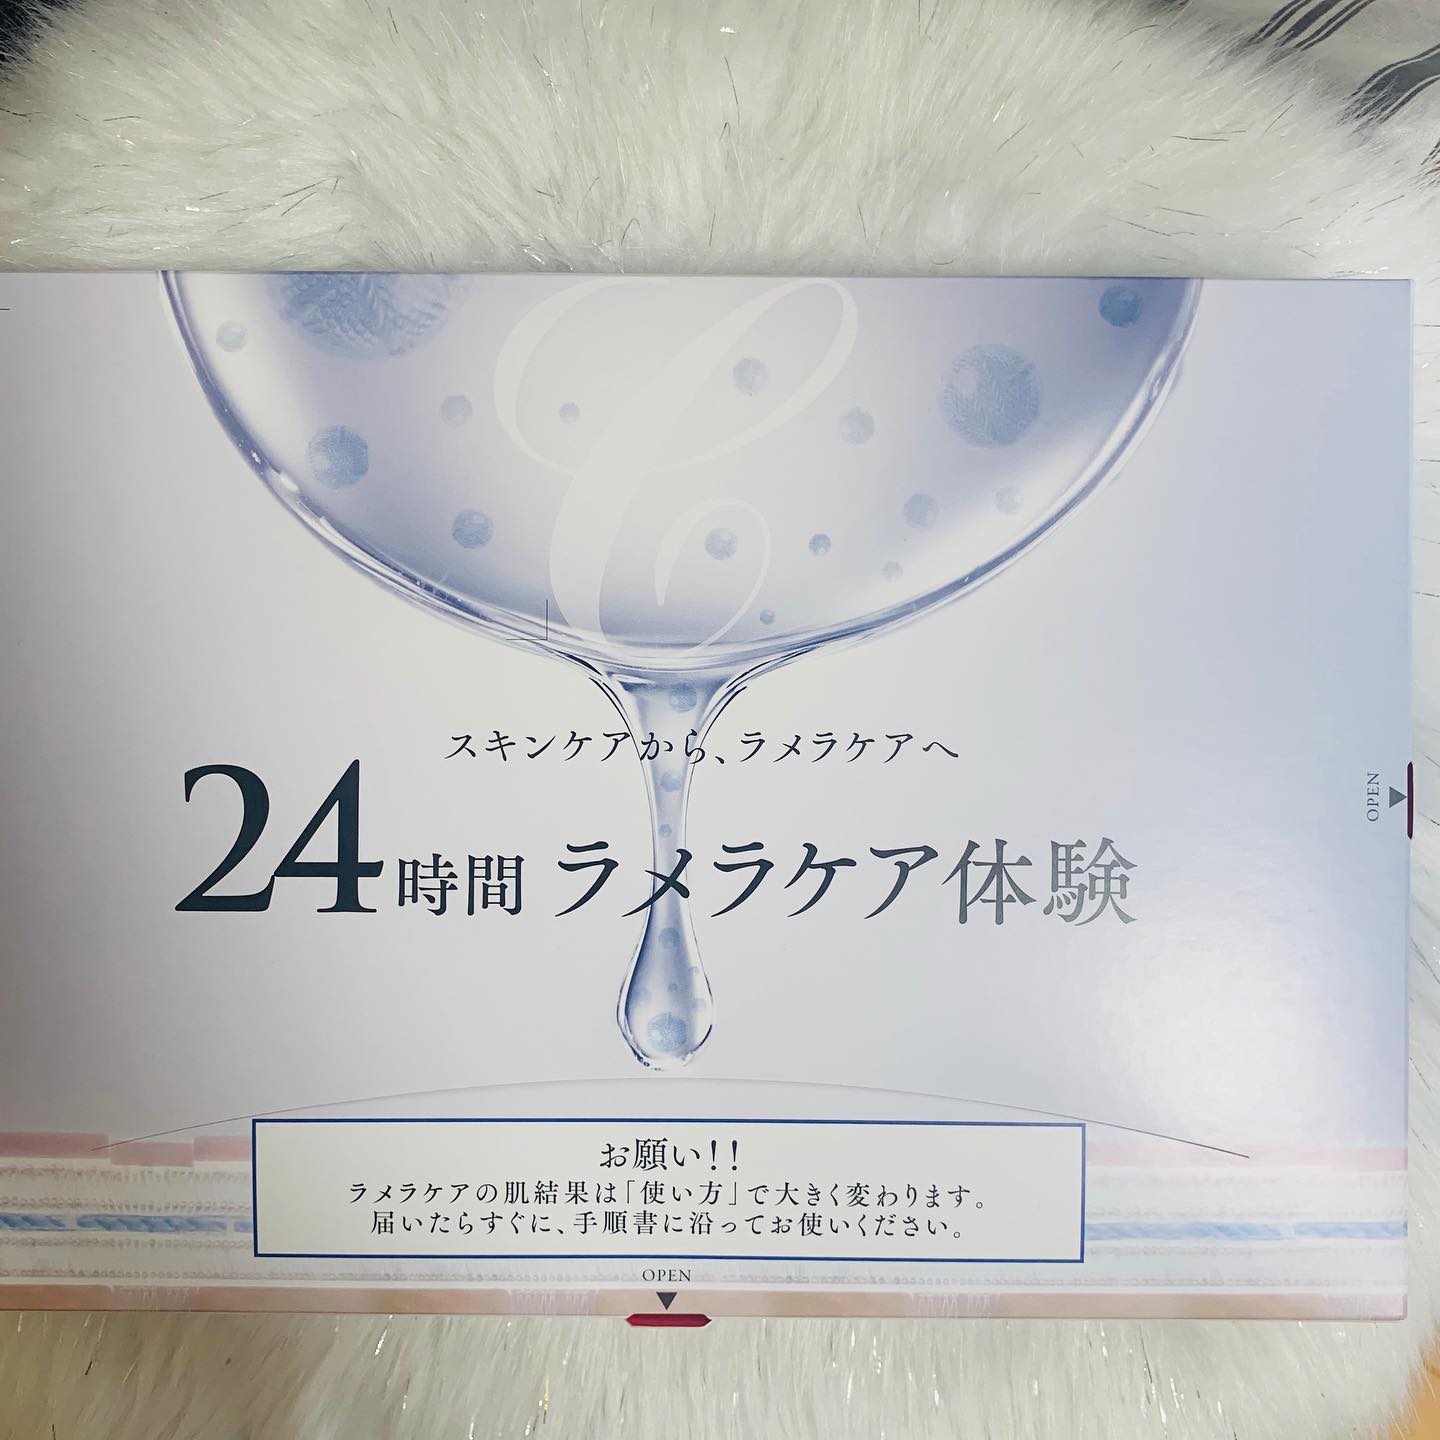 C
スキンケアから、ラメラケアへ
24時間 ラメラケア体験
OPEN
お願い!!
ラメラケアの肌結果は「使い方」で大きく変わります。
届いたらすぐに、手順書に沿ってお使いください。
OPEN